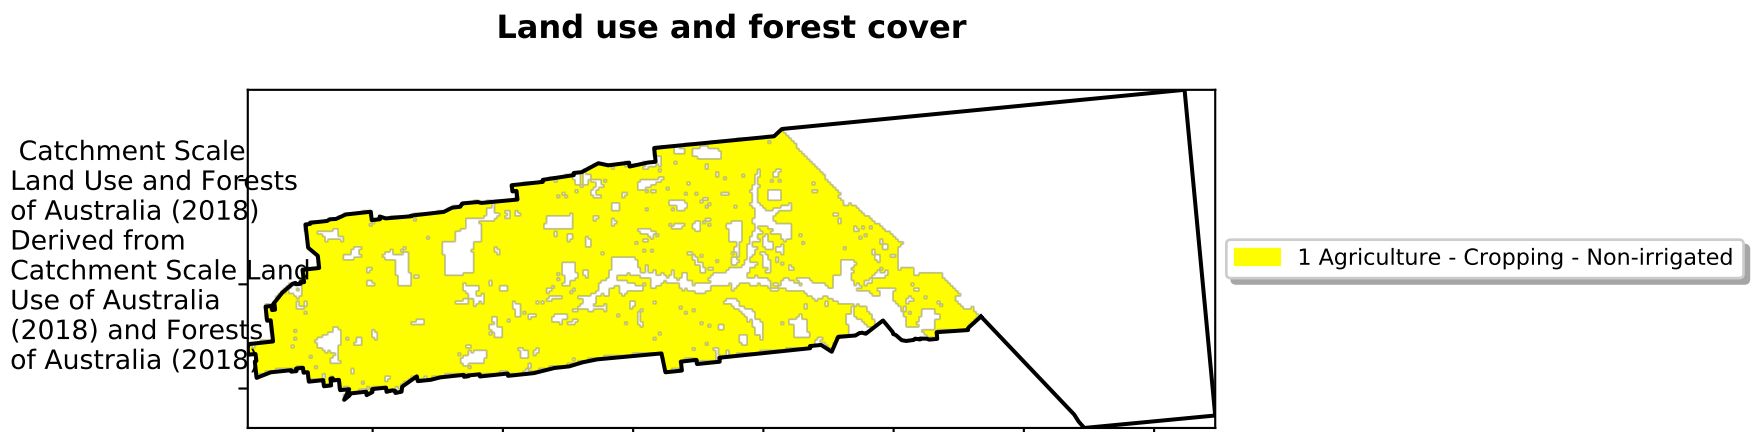 Land use and forest cover
Catchment Scale
Land Use and Forests
of Australia (2018)
Derived from
Catchment Scale Land
Use of Australia
(2018) and Forests
of Australia (2018
1 Agriculture - Cropping - Non-irrigated